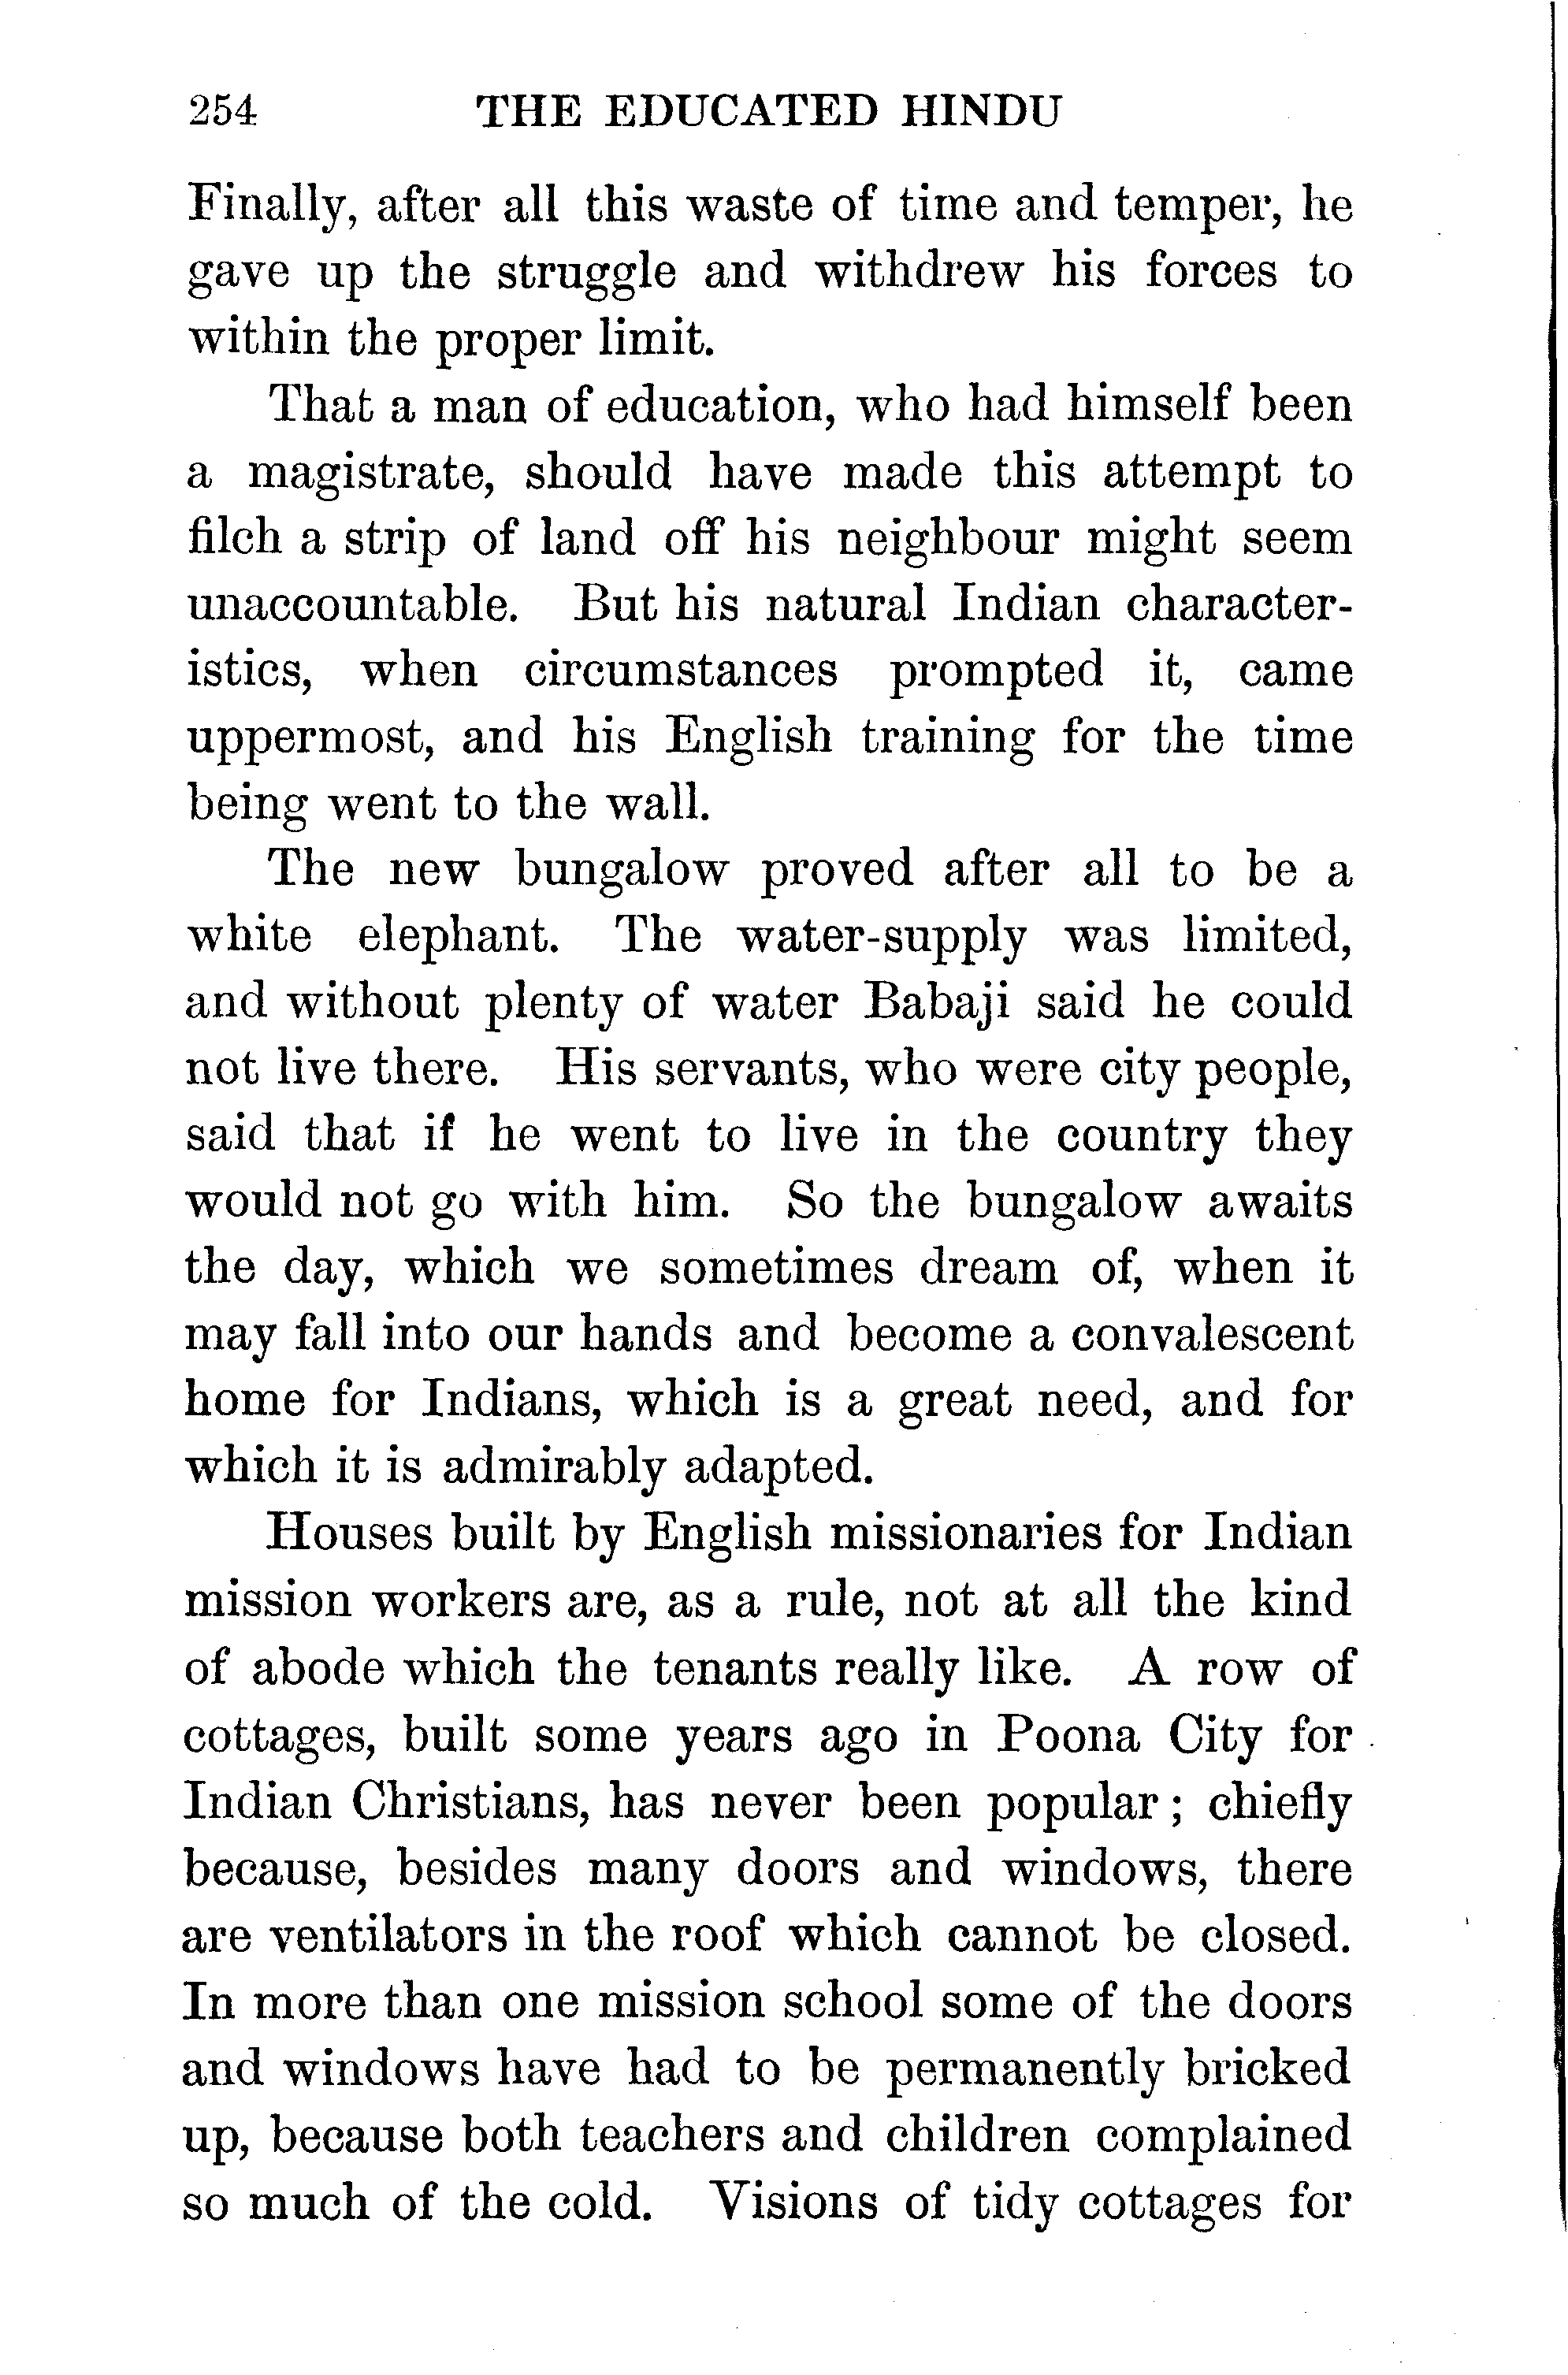 254 THE EDUCATED HINDU
Finally, after all this waste of time and temper, he
gave up the struggle and withdrew his forces to
within the proper limit.
That a man of education, who had himself been
a magistrate, should have made this attempt to
filch a strip of land off his neighbour might seem
unaccountable. But his natural Indian character-
istics, when circumstances prompted it, came
uppermost, and his English training for the time
being went to the wall.
The new bungalow proved after all to be a
white elephant. The water-supply was limited,
and without plenty of water Babaji said he could
not live there. His servants, who were city people,
said that if he went to live in the country they
would not go with him. So the bungalow awaits
the day, which we sometimes dream of, when it
may fall into our hands and become a convalescent
home for Indians, which is a great need, and for
which it is admirably adapted.
Houses built by English missionaries for Indian
mission workers are, as a rule, not at all the kind
of abode which the tenants really like. A row of
cottages, built some years ago in Poona City for
Indian Christians, has never been popular; chiefly
because, besides many doors and windows, there
are ventilators in the roof which cannot be closed.
In more than one mission school some of the doors
and windows have had to be permanently bricked
up, because both teachers and children complained
so much of the cold. Visions of tidy cottages for